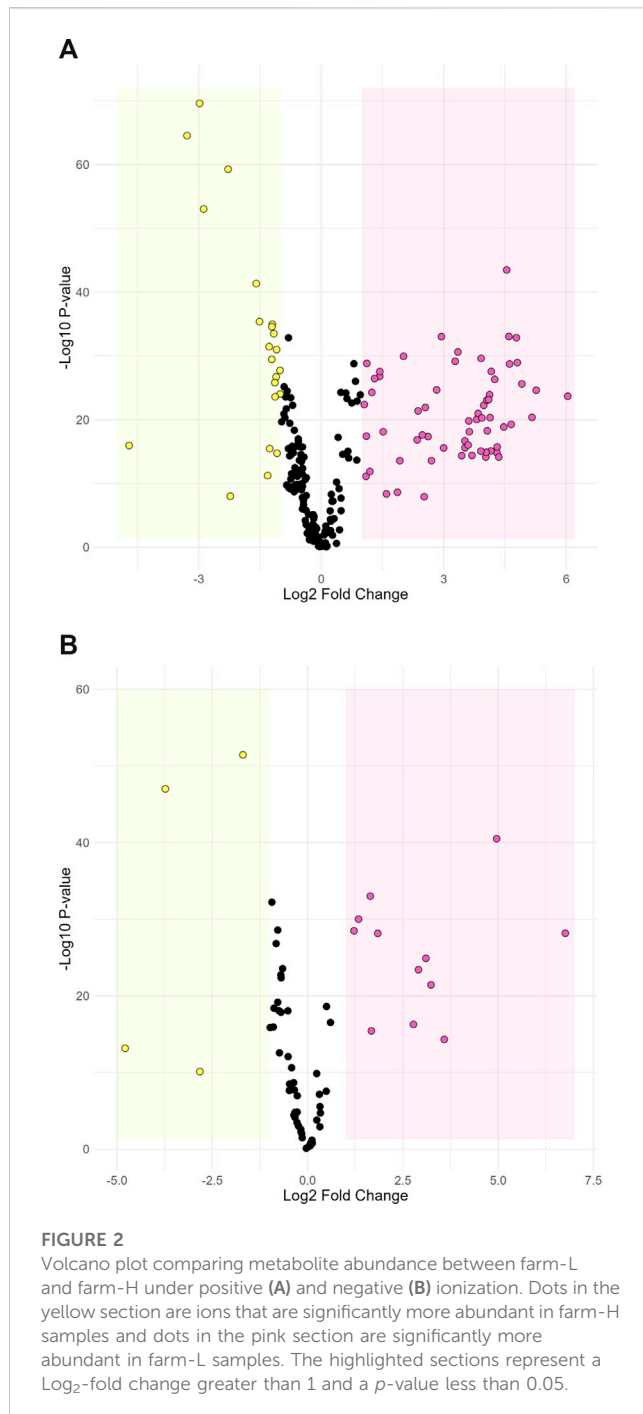 A
60
40
20
0
-Log10 P-value
-3
0
3
6
Log2 Fold Change
B
60
40
20
0
-Log10 P-value
-5.0
-2.5
0.0
2.5
5.0
7.5
Log2 Fold Change
FIGURE 2
Volcano plot comparing metabolite abundance between farm-L
and farm-H under positive (A) and negative (B) ionization. Dots in the
yellow section are ions that are significantly more abundant in farm-H
samples and dots in the pink section are significantly more
abundant in farm-L samples. The highlighted sections represent a
Log₂-fold change greater than 1 and a p-value less than 0.05.